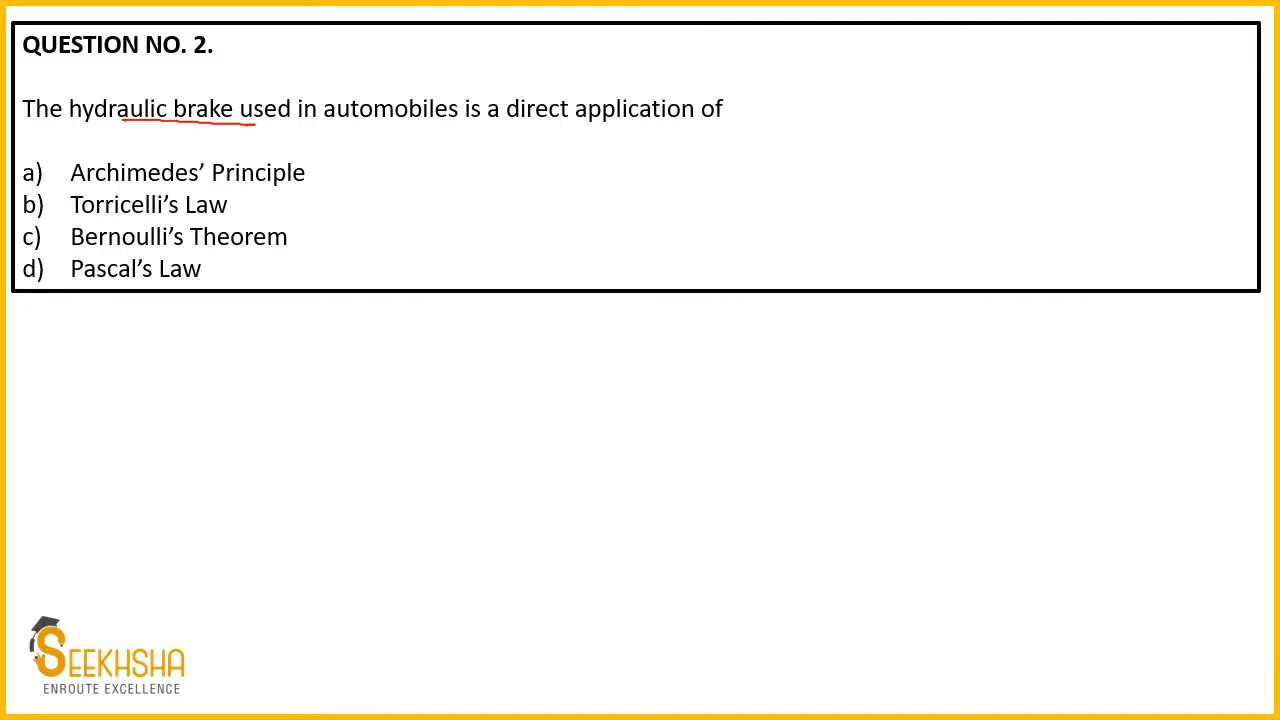 QUESTION NO. 2.
The hydraulic brake used in automobiles is a direct application of
a) Archimedes’ Principle
b) Torricelli’s Law
c) Bernoulli’s Theorem
d) Pascal’s Law
SEEKHSHA
ENROUTE EXCELLENCE